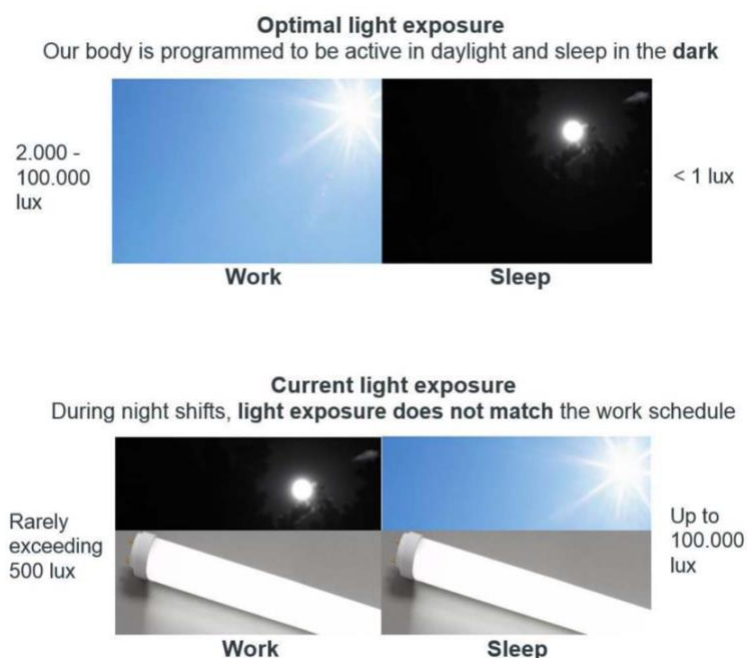 Optimal light exposure
Our body is programmed to be active in daylight and sleep in the dark
2.000 -
100.000
lux
< 1 lux
Work
Sleep
Current light exposure
During night shifts, light exposure does not match the work schedule
Rarely
exceeding
500 lux
Up to
100.000
lux
Work
Sleep